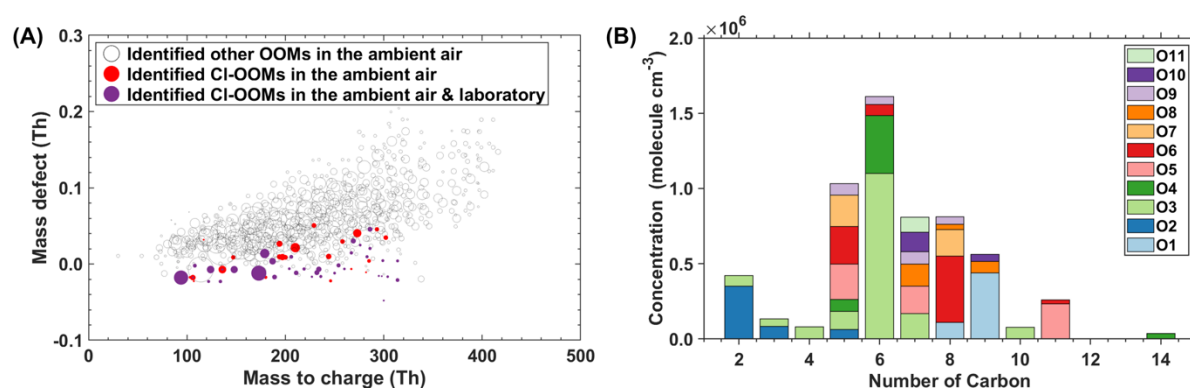 (A)
0.3
0.2
0.1
0.0
-0.1
Mass defect (Th)
Identified other OOMs in the ambient air
Identified Cl-OOMs in the ambient air
Identified Cl-OOMs in the ambient air & laboratory
0 100 200 300 400 500
Mass to charge (Th)
(B)
×10⁶
2.0
1.5
1.0
0.5
0.0
Concentration (molecule cm⁻³)
O11
O10
O9
O8
O7
O6
O5
O4
O3
O2
O1
2 4 6 8 10 12 14
Number of Carbon